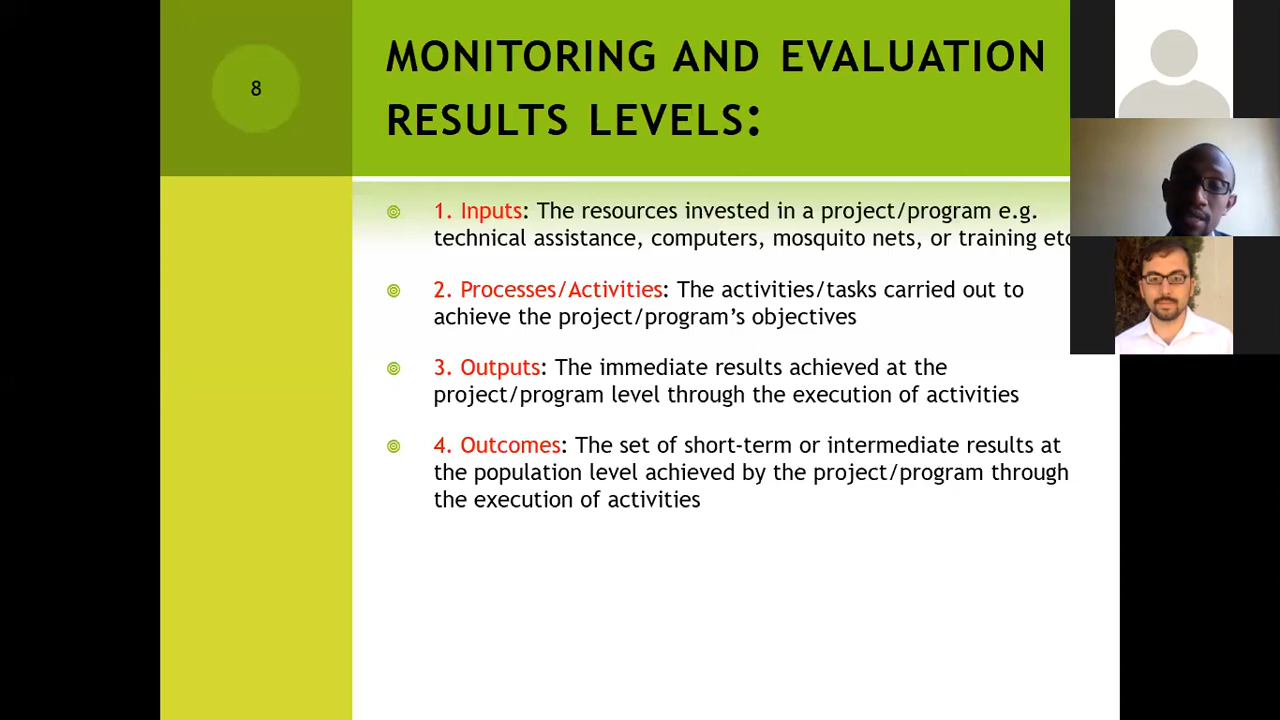 8
MONITORING AND EVALUATION
RESULTS LEVELS:
1. Inputs: The resources invested in a project/program e.g.
technical assistance, computers, mosquito nets, or training etc
2. Processes/Activities: The activities/tasks carried out to
achieve the project/program’s objectives
3. Outputs: The immediate results achieved at the
project/program level through the execution of activities
4. Outcomes: The set of short-term or intermediate results at
the population level achieved by the project/program through
the execution of activities